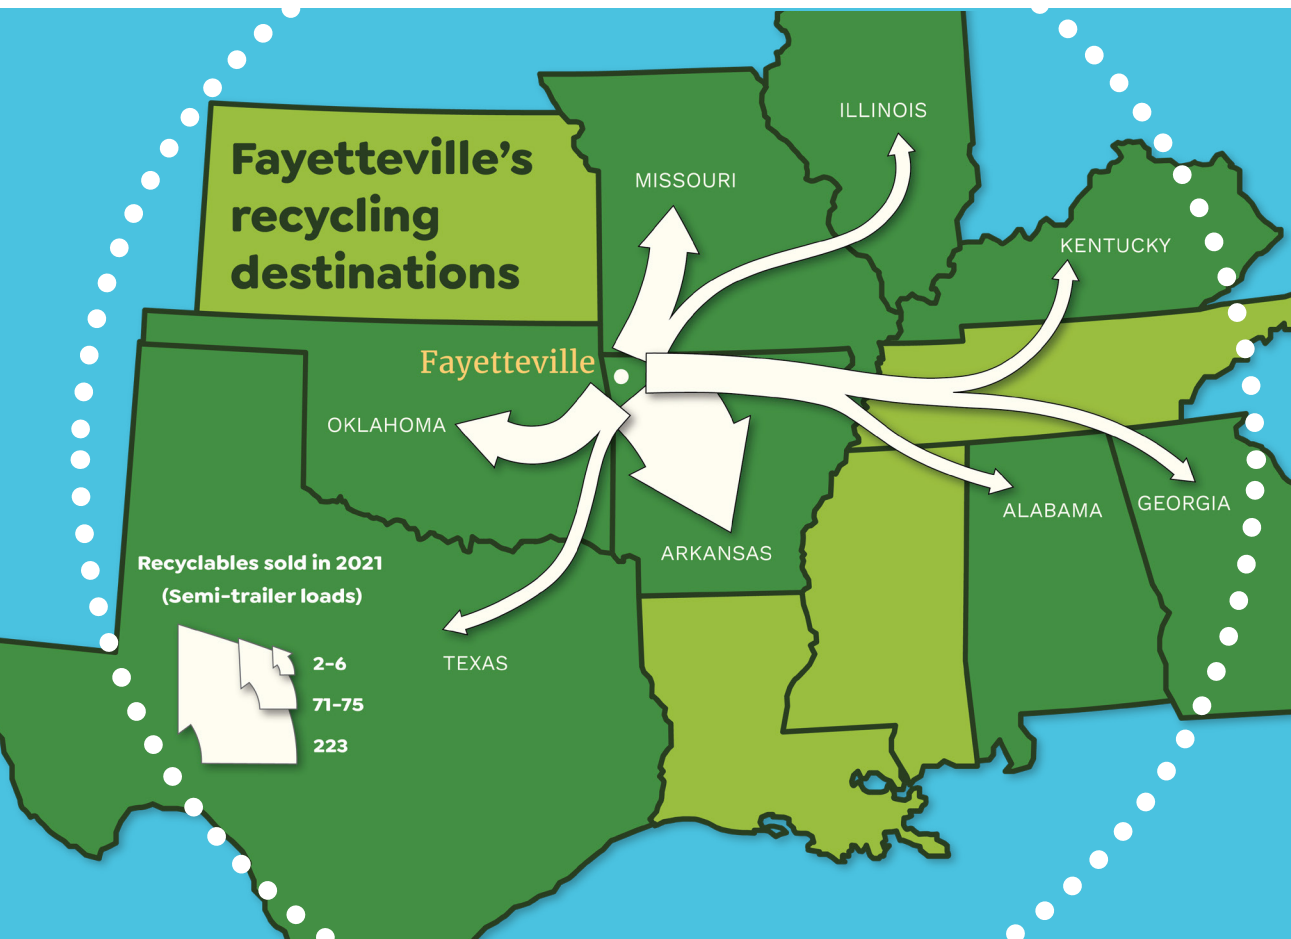 Fayetteville’s
recycling
destinations
ILLINOIS
MISSOURI
KENTUCKY
Fayetteville
OKLAHOMA
ALABAMA
GEORGIA
ARKANSAS
TEXAS
Recyclables sold in 2021
(Semi-trailer loads)
2–6
71–75
223